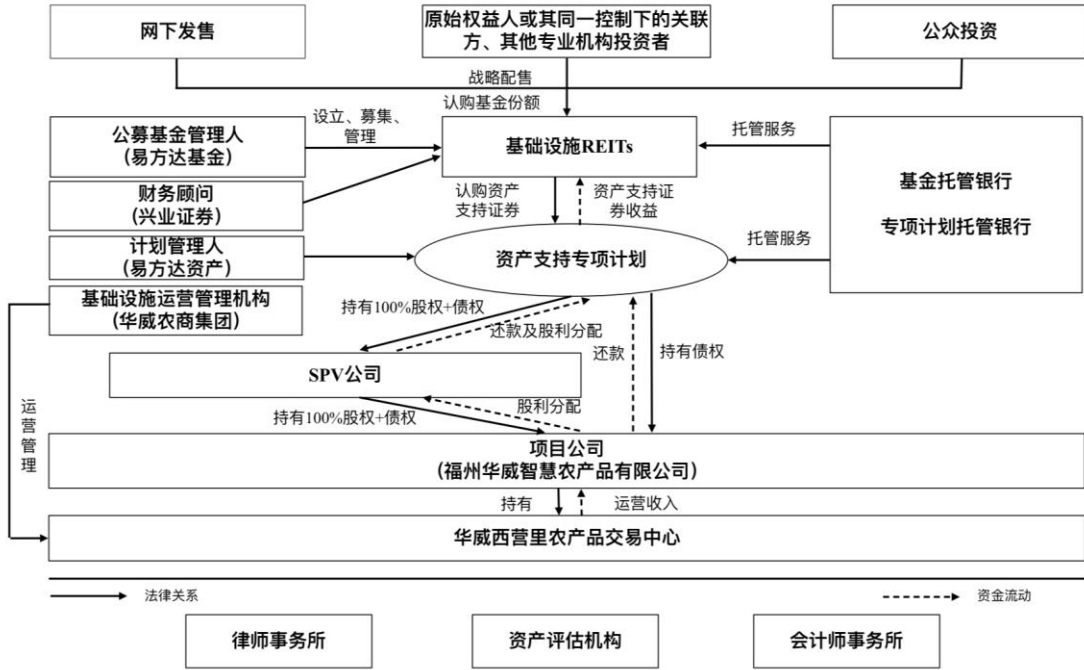 网下发售
原始权益人或其同一控制下的关联
方、其他专业机构投资者
公众投资
战略配售
认购基金份额
设立、募集、
管理
公募基金管理人
(易方达基金)
基础设施REITs
托管服务
财务顾问
(兴业证券)
认购资产
支持证券
资产支持证
券收益
基金托管银行
专项计划托管银行
计划管理人
(易方达资产)
资产支持专项计划
托管服务
基础设施运营管理机构
(华威农商集团)
持有100%股权+债权
还款及股利分配
还款
持有债权
SPV公司
运
营
管
理
股利分配
持有100%股权+债权
项目公司
(福州华威智慧农产品有限公司)
持有
运营收入
华威西营里农产品交易中心
法律关系
资金流动
律师事务所
资产评估机构
会计师事务所